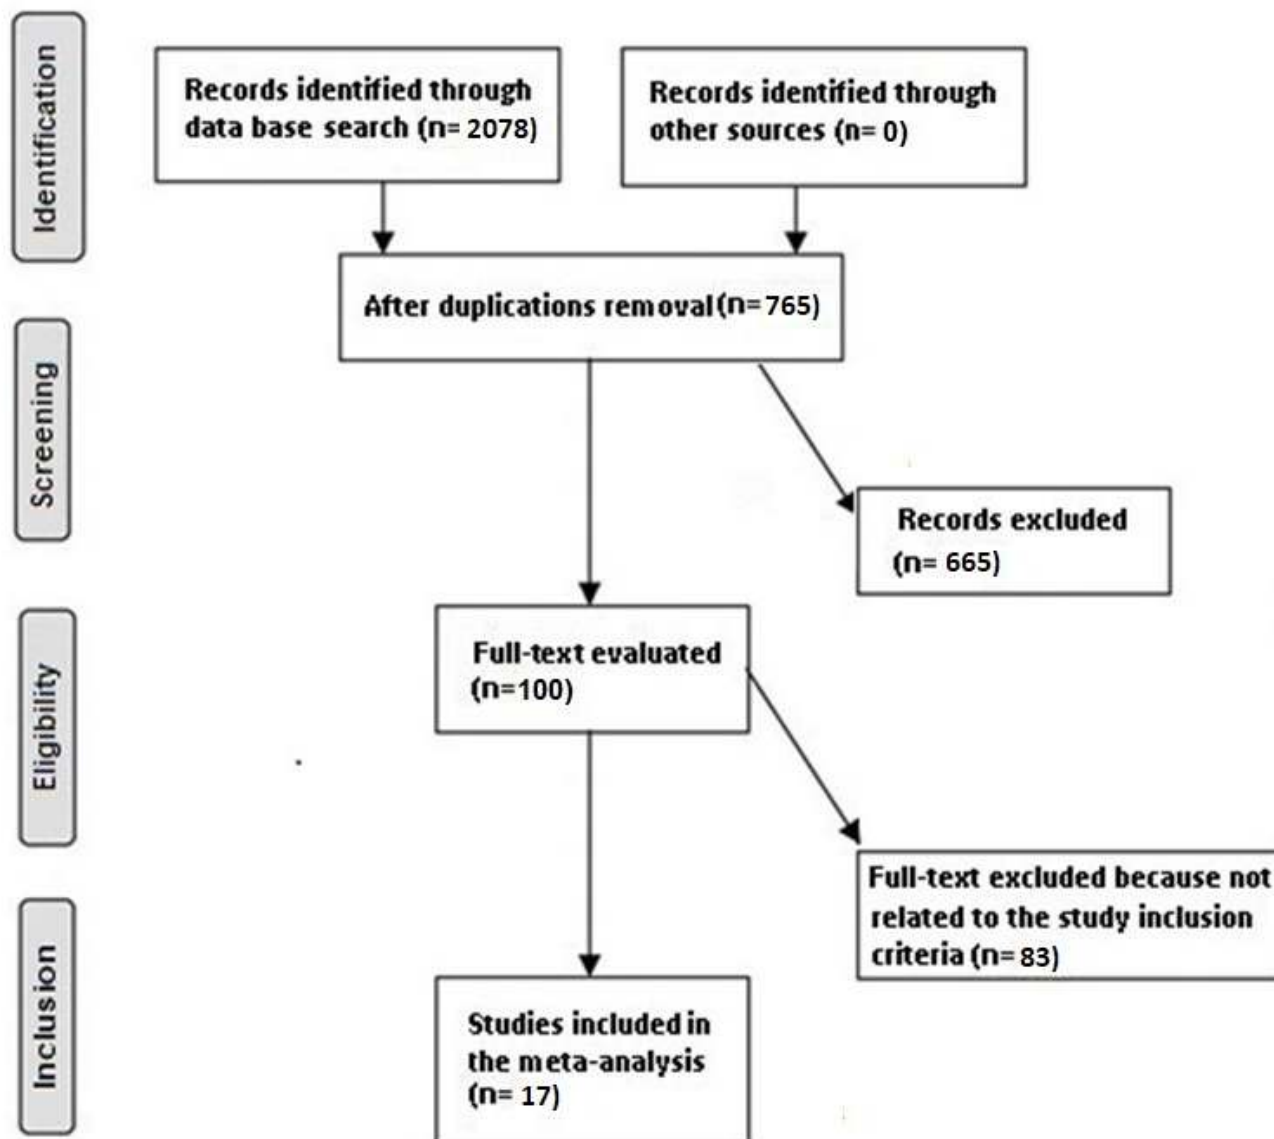 Identification
Records identified through
data base search (n= 2078)
Records identified through
other sources (n= 0)
After duplications removal (n= 765)
Screening
Records excluded
(n= 665)
Eligibility
Full-text evaluated
(n=100)
Full-text excluded because not
related to the study inclusion
criteria (n= 83)
Inclusion
Studies included in
the meta-analysis
(n= 17)